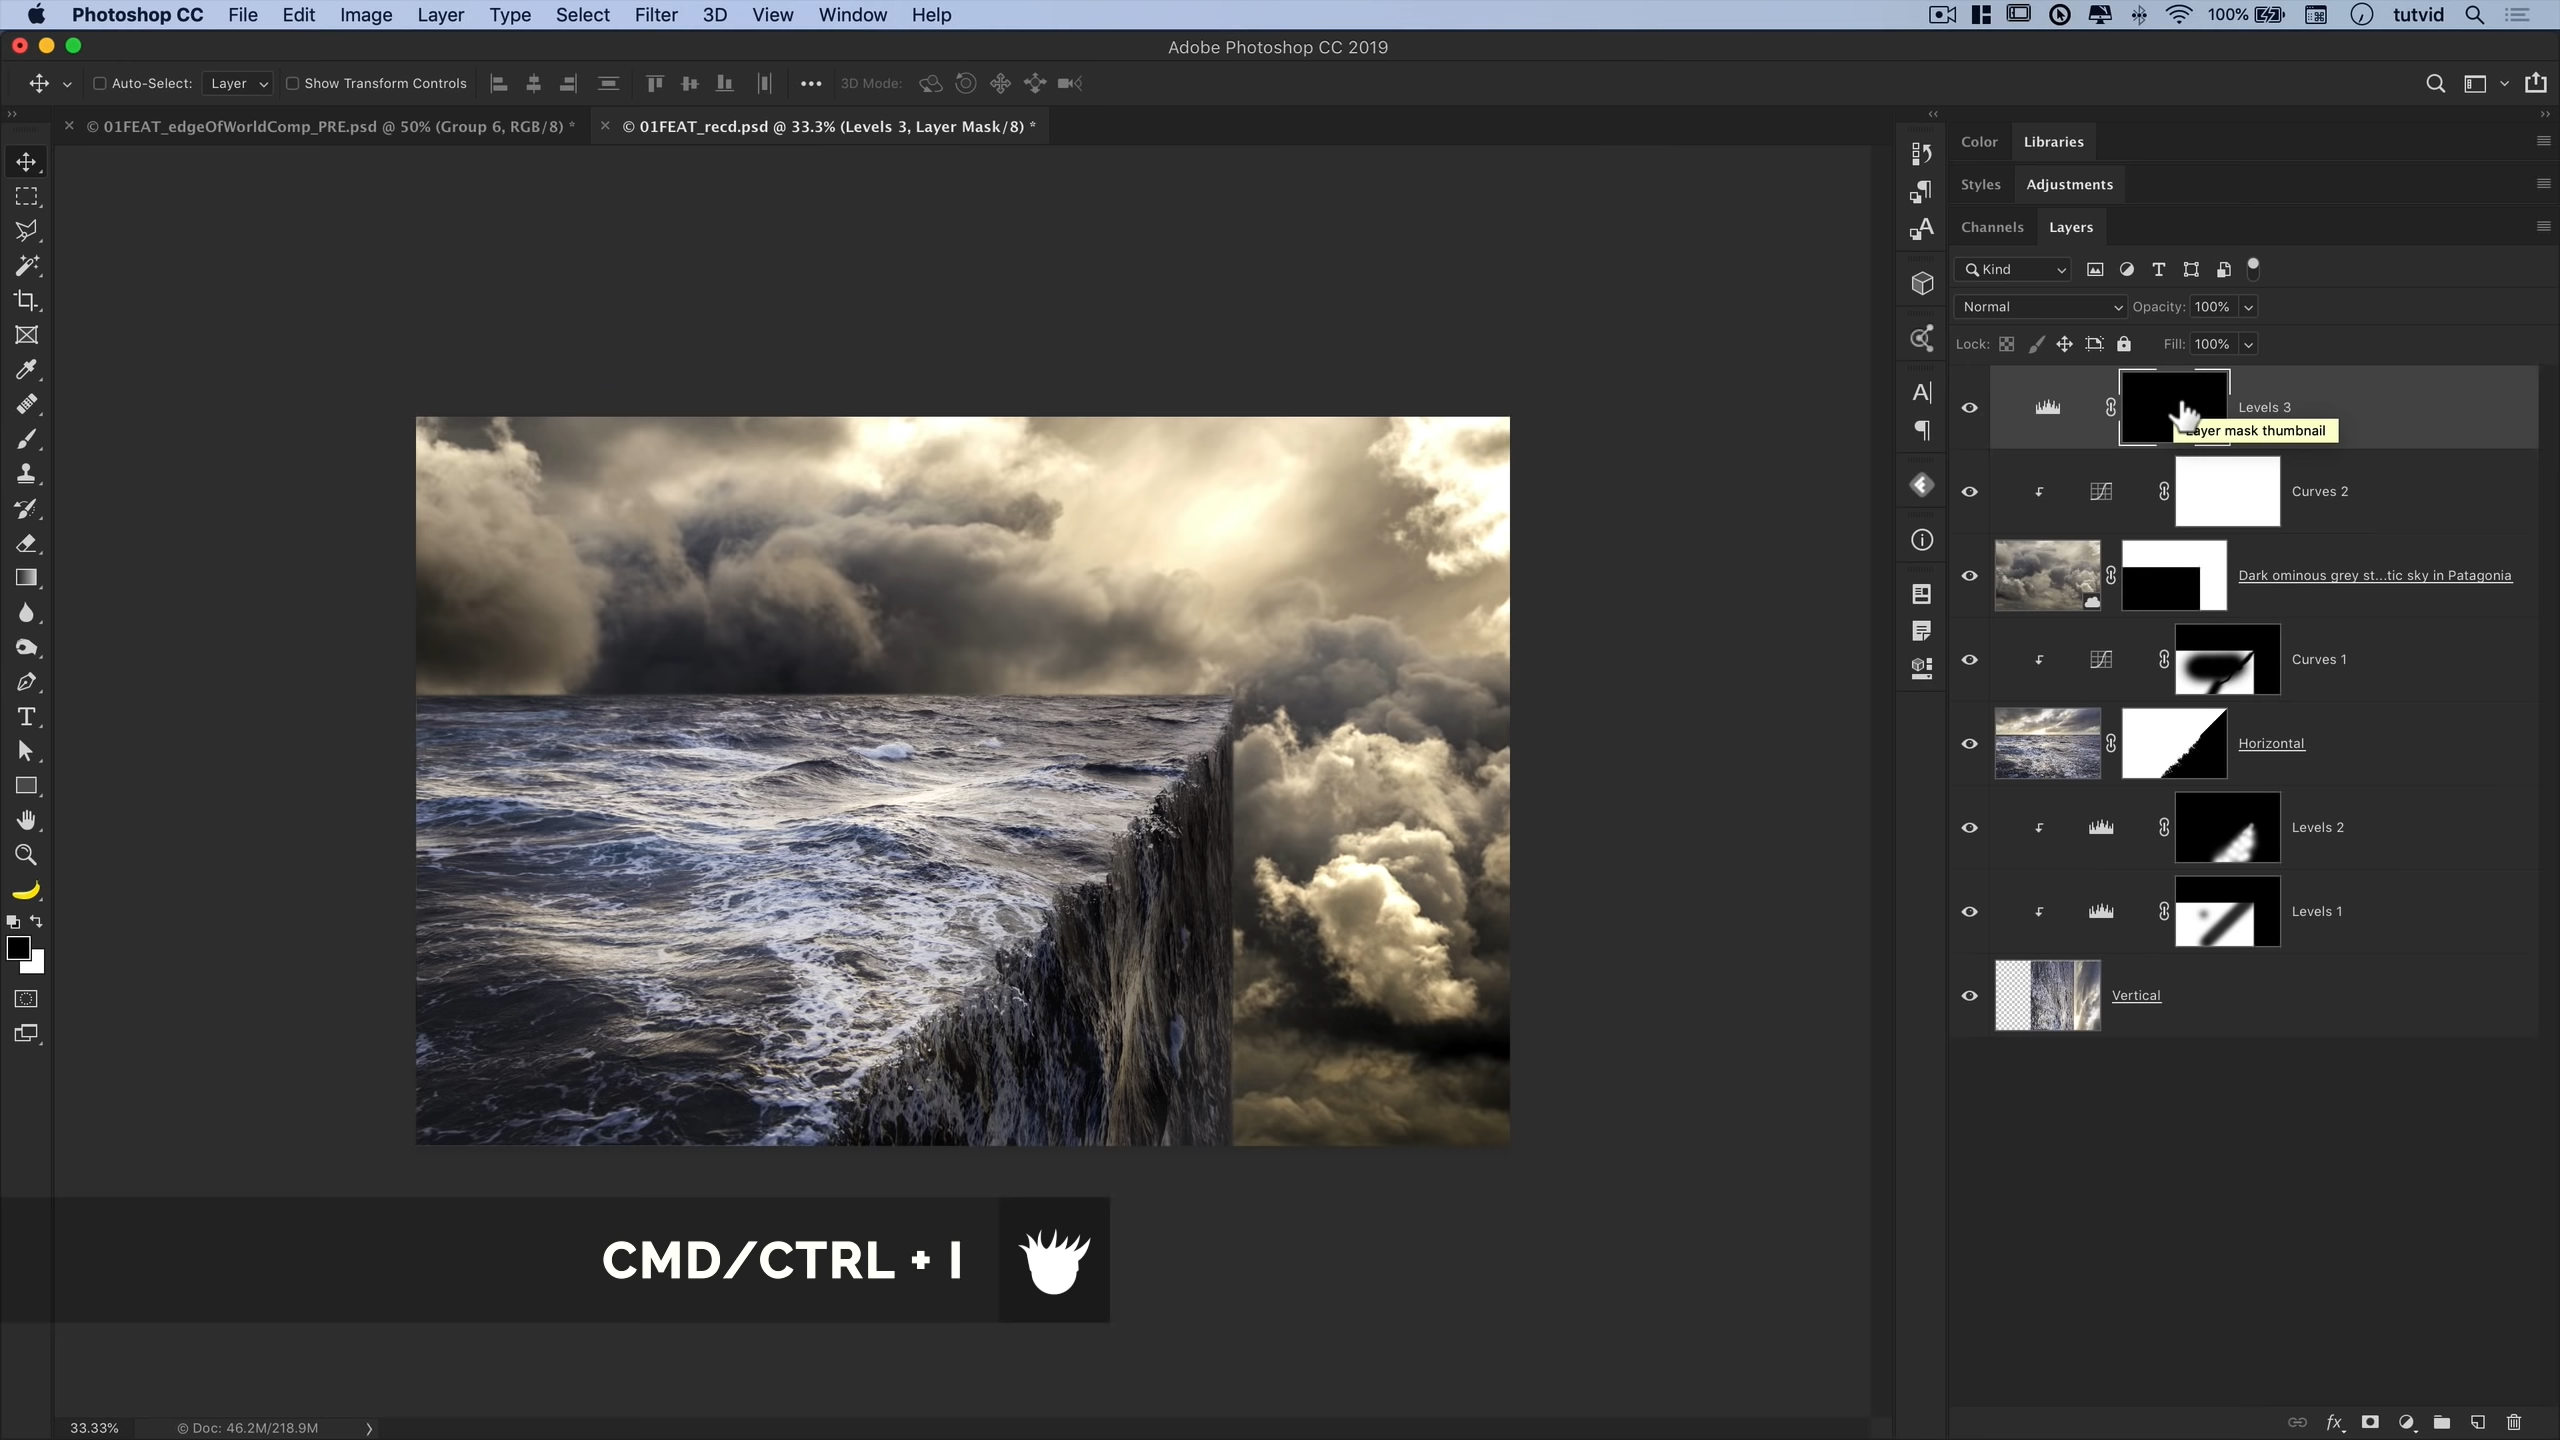 Photoshop CC File Edit Image Layer Type Select Filter 3D View Window Help 100% tutvid
Adobe Photoshop CC 2019
Auto-Select: Layer Show Transform Controls 3D Mode:
© 01FEAT_edgeOfWorldComp_PRE.psd @ 50% (Group 6, RGB/8) *
© 01FEAT_recd.psd @ 33.3% (Levels 3, Layer Mask/8) *
Color Libraries
Styles Adjustments
Channels Layers
Kind
Normal Opacity: 100%
Lock: Fill: 100%
Levels 3
Layer mask thumbnail
Curves 2
Dark ominous grey st...tic sky in Patagonia
Curves 1
Horizontal
Levels 2
Levels 1
Vertical
CMD/CTRL + I
33.33% © Doc: 46.2M/218.9M